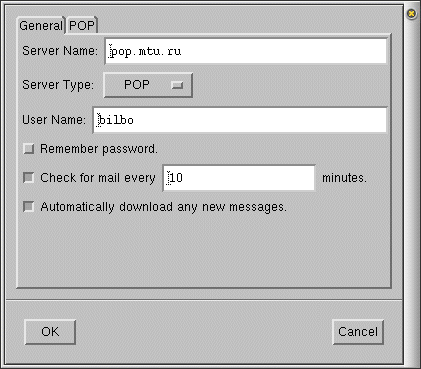 General POP
Server Name: pop.mtu.ru
Server Type: POP
User Name: bilbo
Remember password.
Check for mail every 10 minutes.
Automatically download any new messages.
OK Cancel